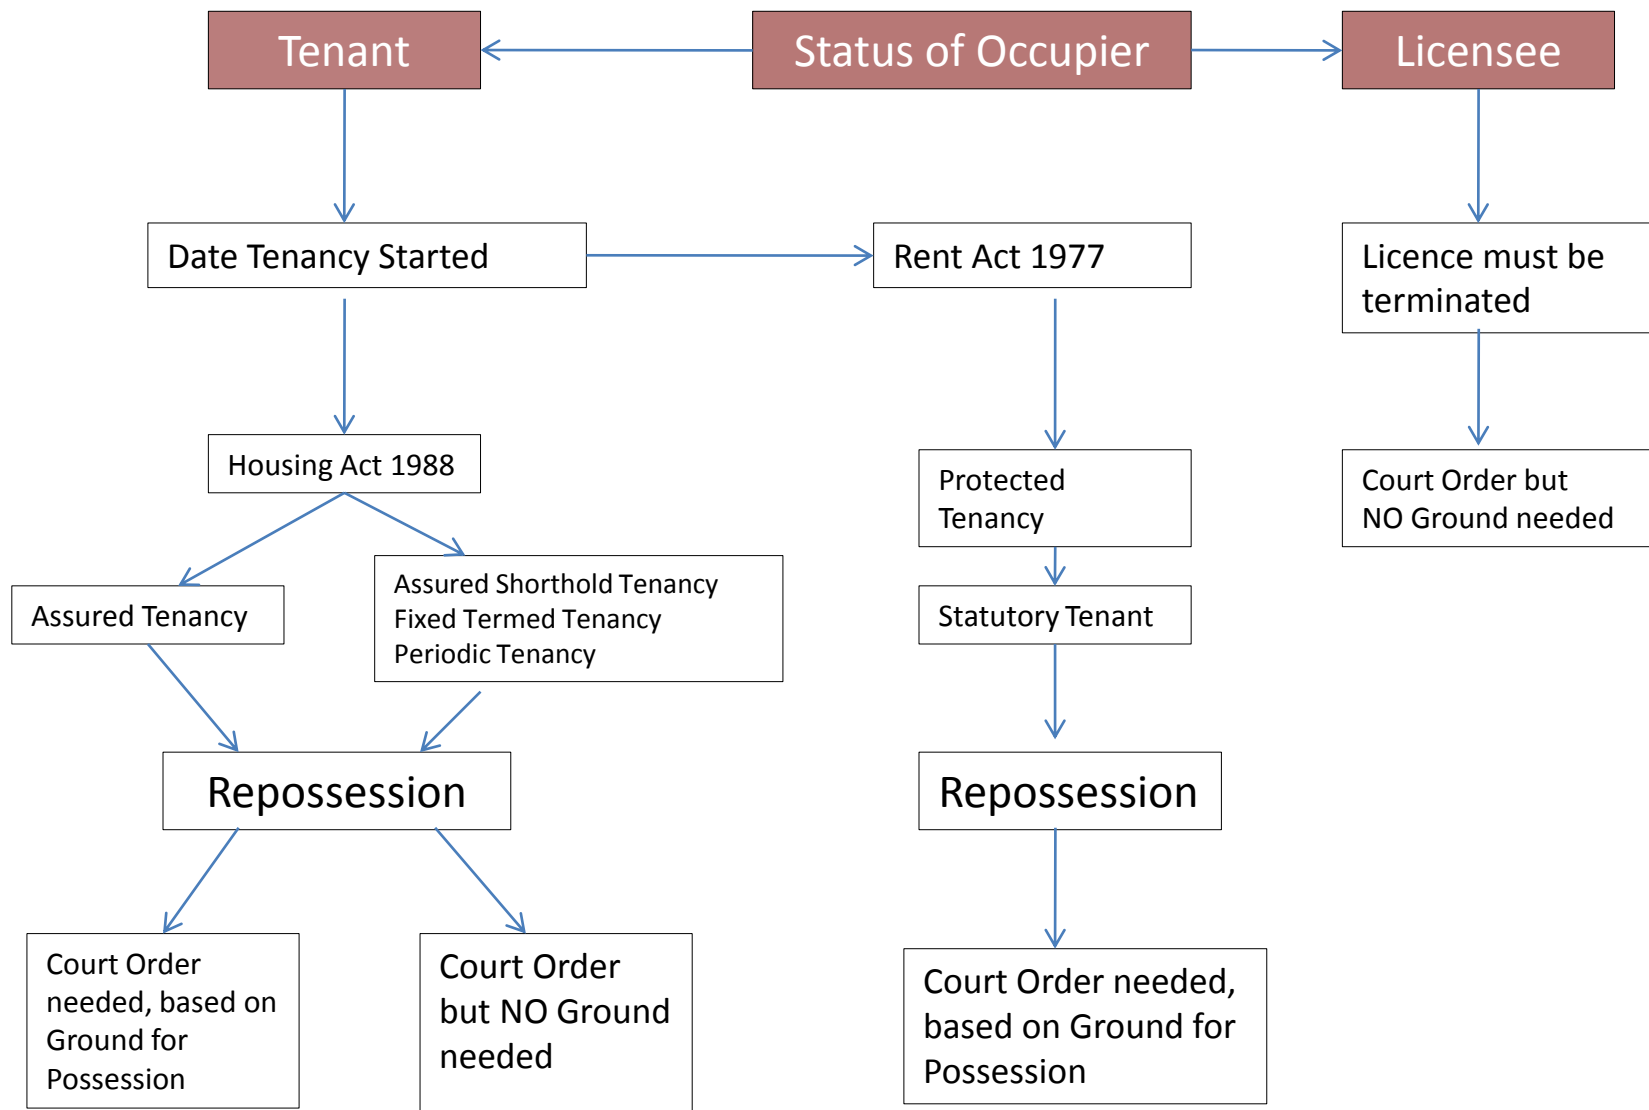 Tenant
Status of Occupier
Licensee
Date Tenancy Started
Rent Act 1977
Licence must be
terminated
Housing Act 1988
Protected
Tenancy
Court Order but
NO Ground needed
Assured Tenancy
Assured Shorthold Tenancy
Fixed Termed Tenancy
Periodic Tenancy
Statutory Tenant
Repossession
Repossession
Court Order
needed, based on
Ground for
Possession
Court Order
but NO Ground
needed
Court Order needed,
based on Ground for
Possession